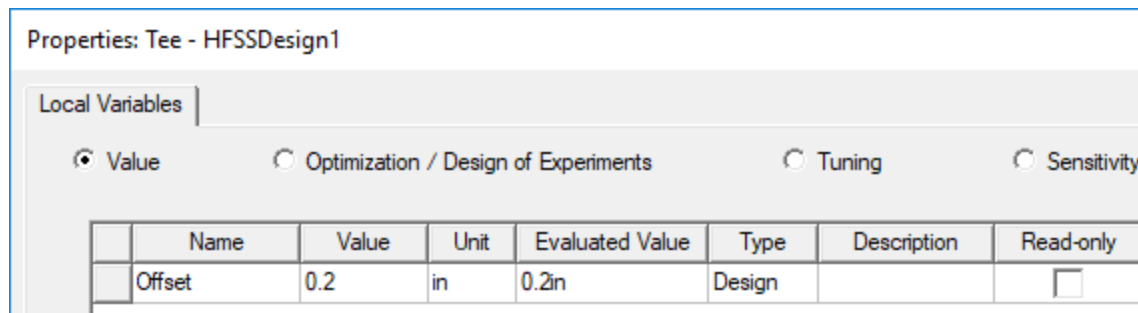 Properties: Tee - HFSSDesign1
Local Variables
Value Optimization / Design of Experiments Tuning Sensitivity
Name Value Unit Evaluated Value Type Description Read-only
Offset 0.2 in 0.2in Design